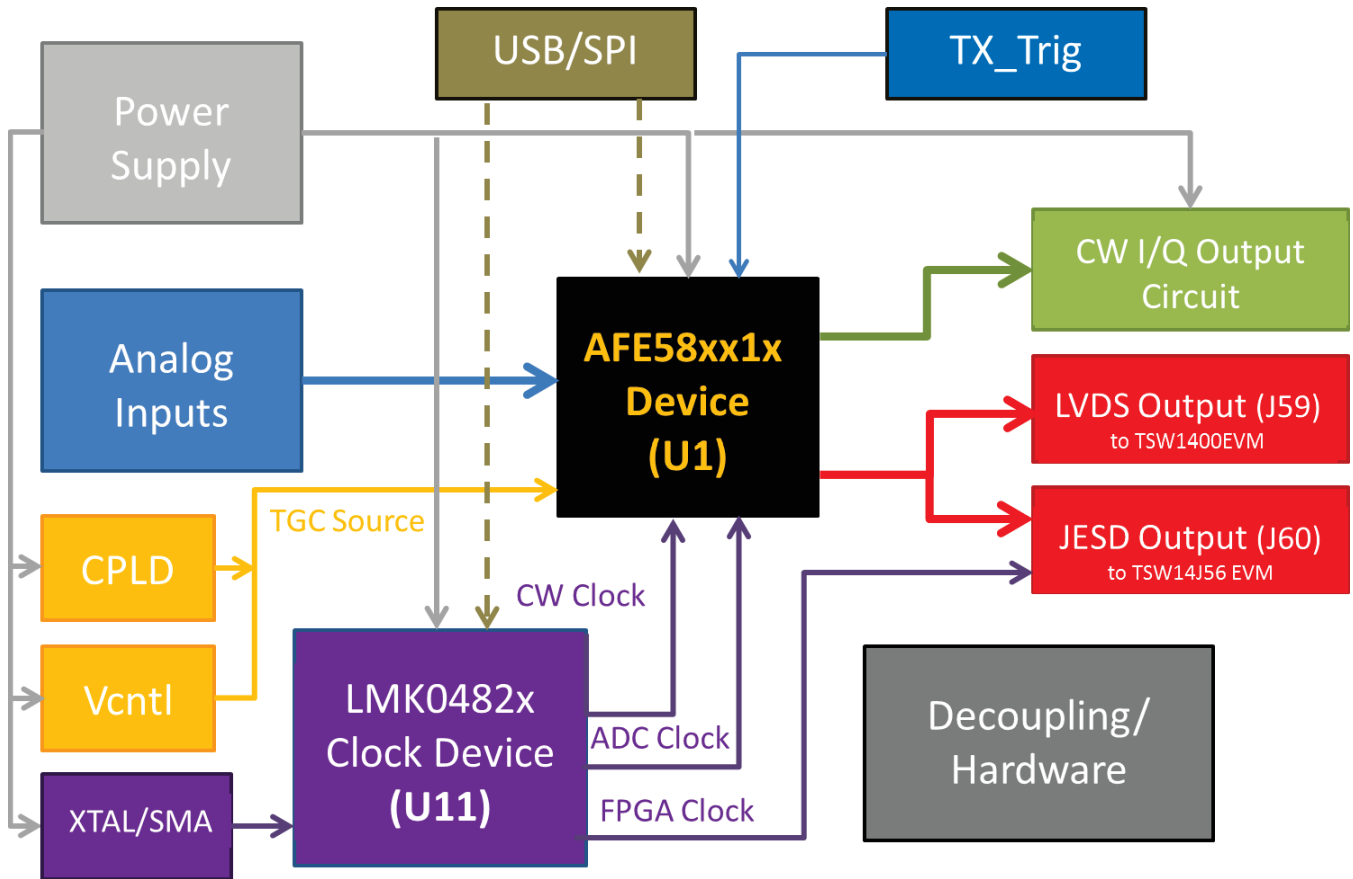 USB/SPI
TX_Trig
Power
Supply
CW I/Q Output
Circuit
Analog
Inputs
AFE58xx1x
Device
(U1)
LVDS Output (J59)
to TSW1400EVM
TGC Source
JESD Output (J60)
to TSW14J56 EVM
CPLD
CW Clock
Vcntl
LMK0482x
Clock Device
(U11)
ADC Clock
FPGA Clock
XTAL/SMA
Decoupling/
Hardware